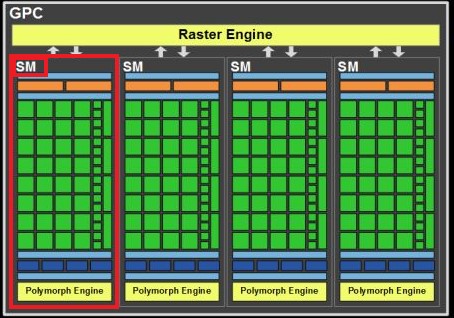 GPC
Raster Engine
SM SM SM SM
Polymorph Engine Polymorph Engine Polymorph Engine Polymorph Engine